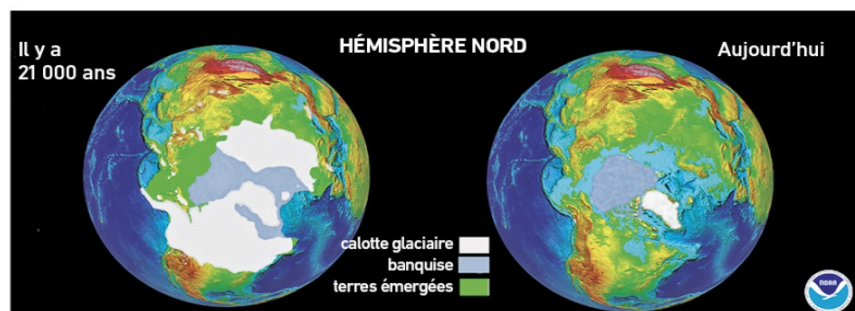 Il y a
21 000 ans
HÉMISPHÈRE NORD
Aujourd'hui
calotte glaciaire
banquise
terres émergées
NOAA